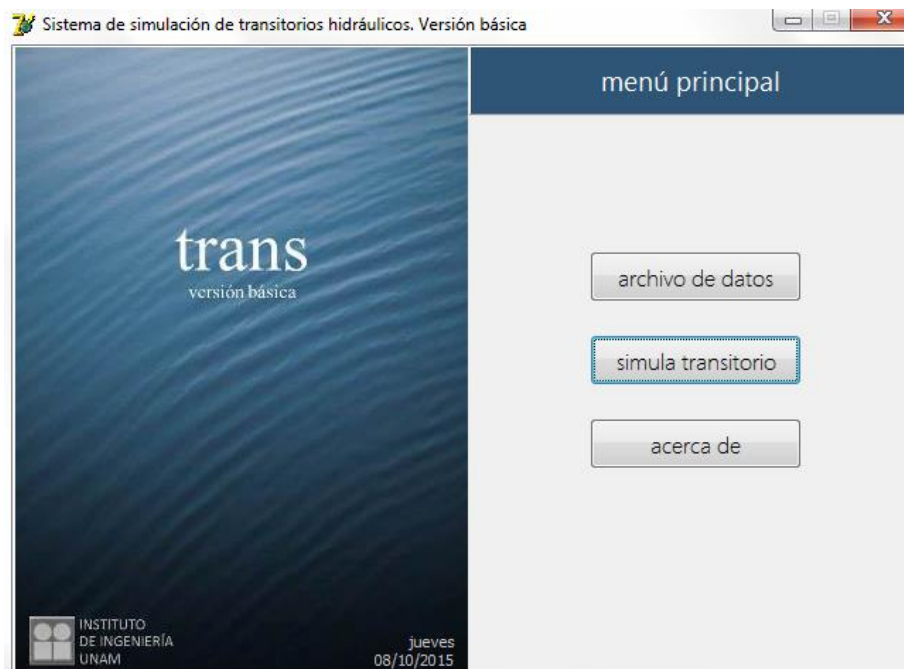 Sistema de simulación de transitorios hidráulicos. Versión básica
menú principal
trans
versión básica
archivo de datos
simula transitorio
acerca de
INSTITUTO
DE INGENIERÍA
UNAM
jueves
08/10/2015